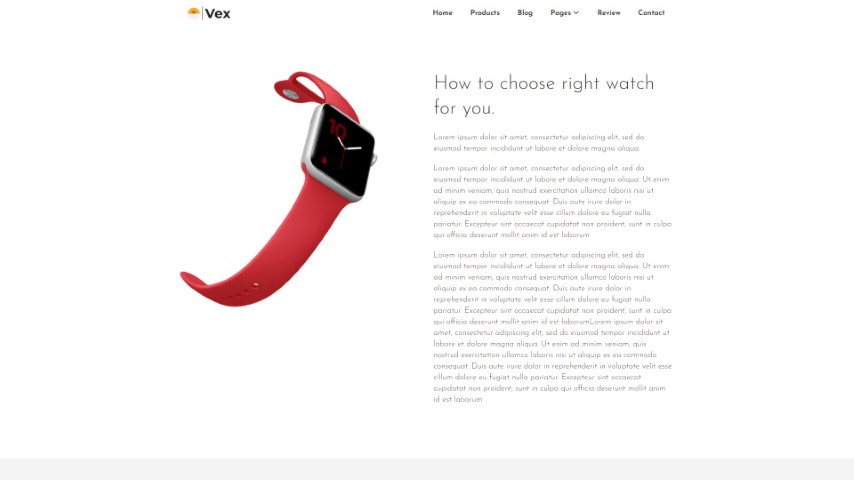 Vex
Home Products Blog Pages Review Contact
How to choose right watch
for you.
Lorem ipsum dolor sit amet, consectetur adipiscing elit, sed do
eiusmod tempor incididunt ut labore et dolore magna aliqua.
Lorem ipsum dolor sit amet, consectetur adipiscing elit, sed do
eiusmod tempor incididunt ut labore et dolore magna aliqua. Ut enim
ad minim veniam, quis nostrud exercitation ullamco laboris nisi ut
aliquip ex ea commodo consequat. Duis aute irure dolor in
reprehenderit in voluptate velit esse cillum dolore eu fugiat nulla
pariatur. Excepteur sint occaecat cupidatat non proident, sunt in culpa
qui officia deserunt mollit anim id est laborum
Lorem ipsum dolor sit amet, consectetur adipiscing elit, sed do
eiusmod tempor incididunt ut labore et dolore magna aliqua. Ut enim
ad minim veniam, quis nostrud exercitation ullamco laboris nisi ut
aliquip ex ea commodo consequat. Duis aute irure dolor in
reprehenderit in voluptate velit esse cillum dolore eu fugiat nulla
pariatur. Excepteur sint occaecat cupidatat non proident, sunt in culpa
qui officia deserunt mollit anim id est laborumLorem ipsum dolor sit
amet, consectetur adipiscing elit, sed do eiusmod tempor incididunt ut
labore et dolore magna aliqua. Ut enim ad minim veniam, quis
nostrud exercitation ullamco laboris nisi ut aliquip ex ea commodo
consequat. Duis aute irure dolor in reprehenderit in voluptate velit esse
cillum dolore eu fugiat nulla pariatur. Excepteur sint occaecat
cupidatat non proident, sunt in culpa qui officia deserunt mollit anim
id est laborum
10